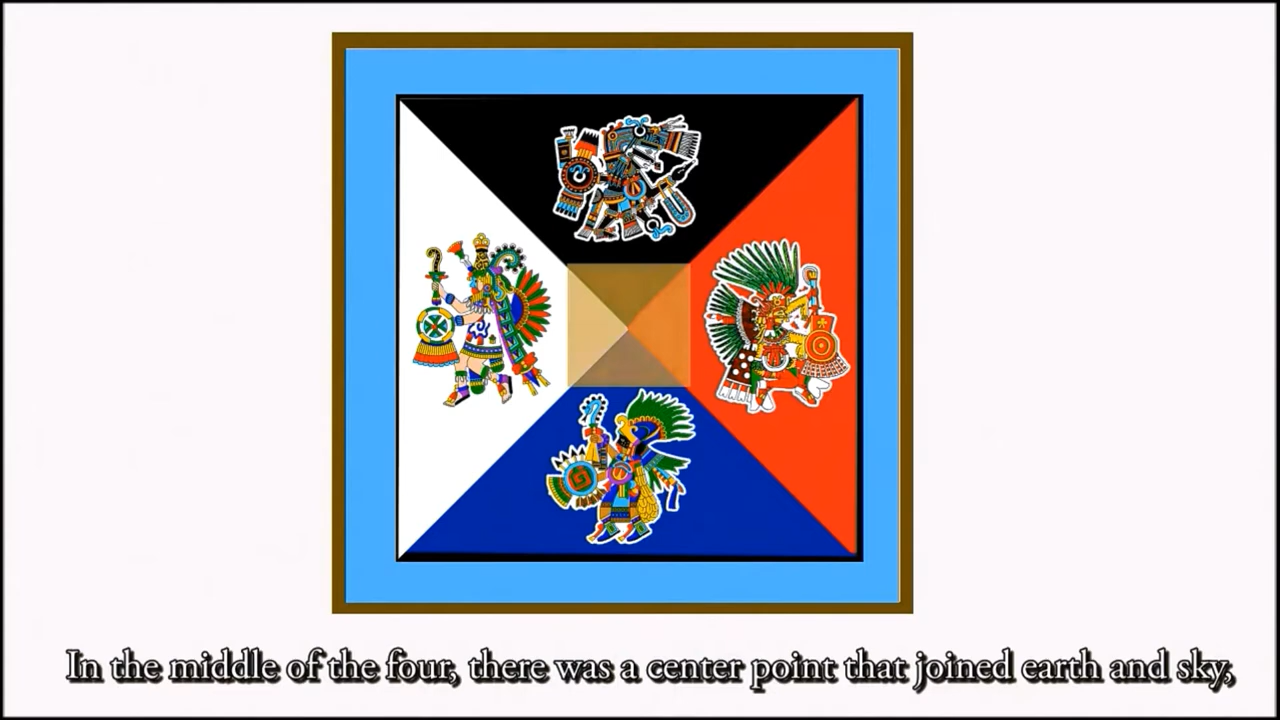 In the middle of the four, there was a center point that joined earth and sky,